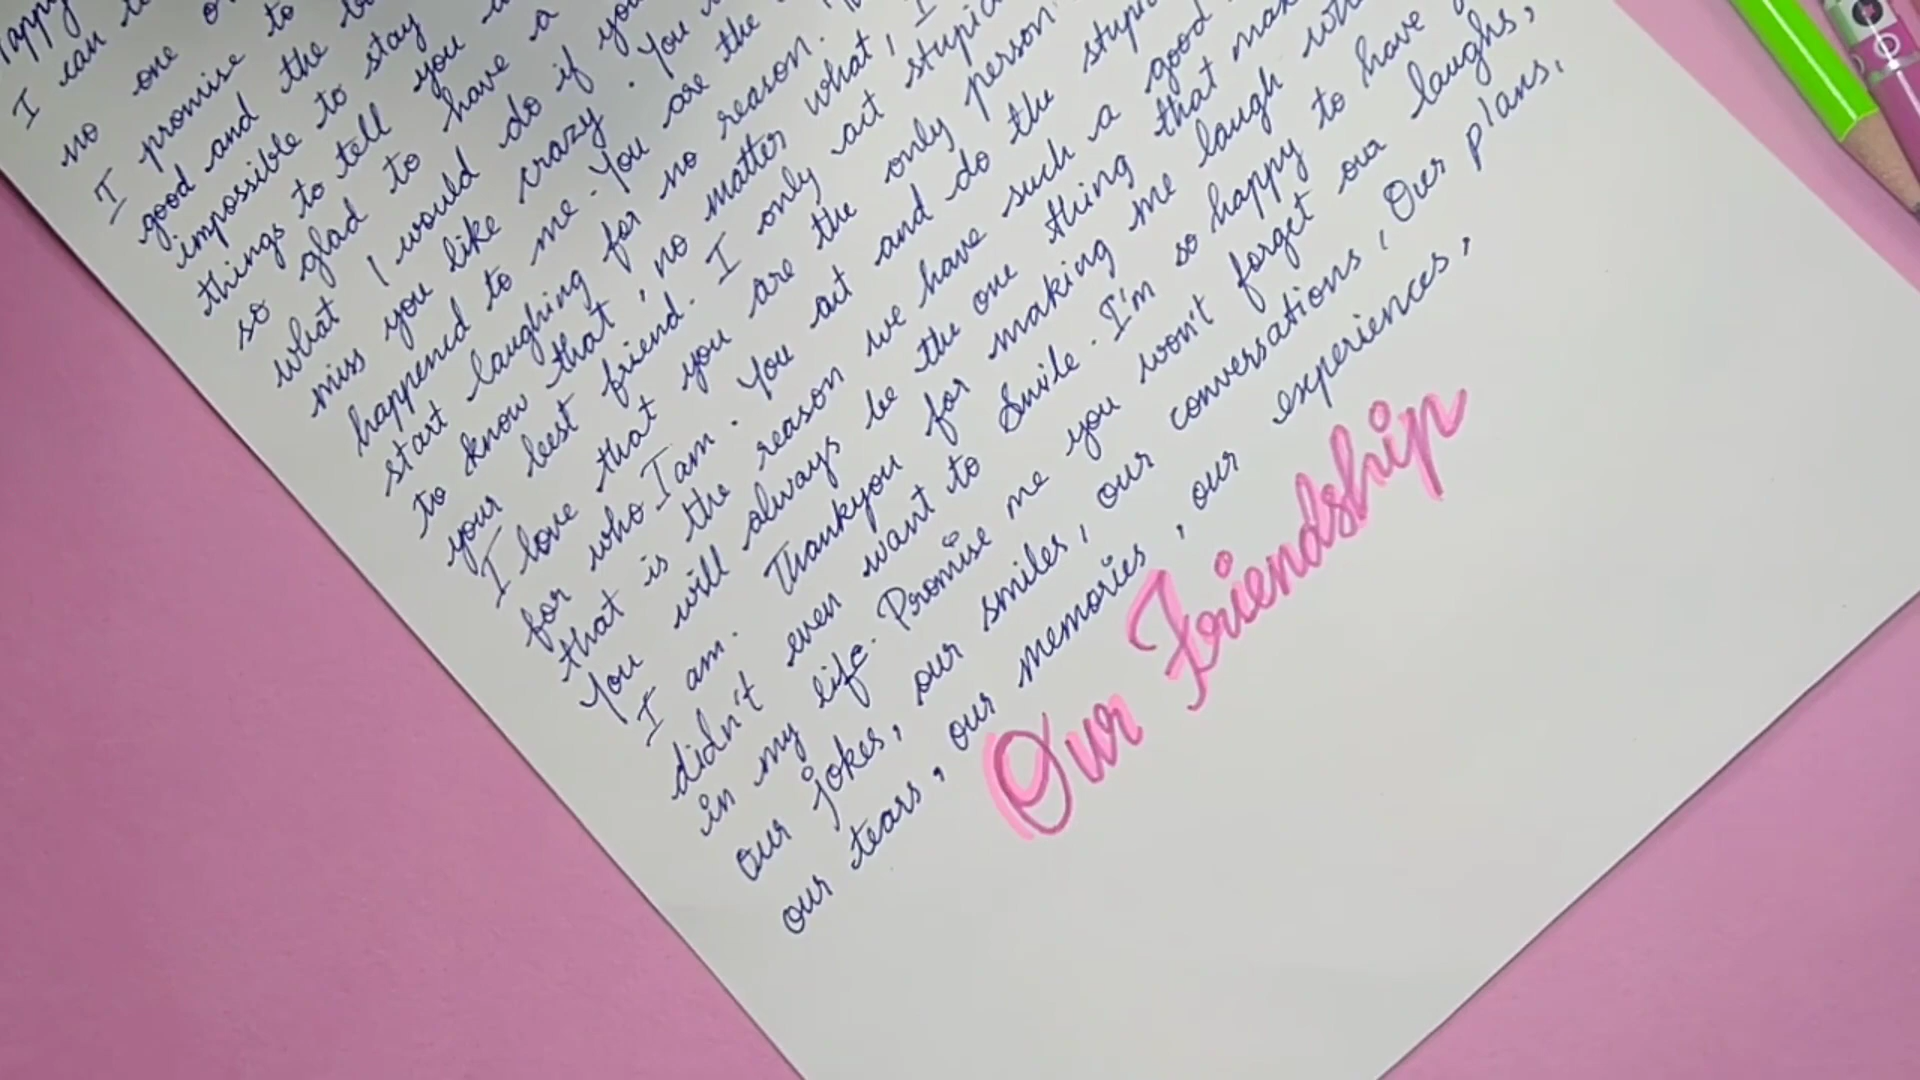 happy
I can
no one
I promise to
good and the
impossible to stay
things to tell you
so glad to have a
what I would do if you
miss you like crazy. You
happened to me. You are the
start laughing for no reason.
to know that, no matter what, I
your best friend. I only act stupid
I love that you are the only person
for who I am. You act and do the
that is the reason we have such a good
You will always be the one thing that
I am. Thankyou for making me laugh
didn't even want to Smile. I'm so happy to have
in my life. Promise me you won't forget our laughs,
our jokes, our smiles, our conversations, Our plans,
our tears, our memories, our experiences,
Our Friendship